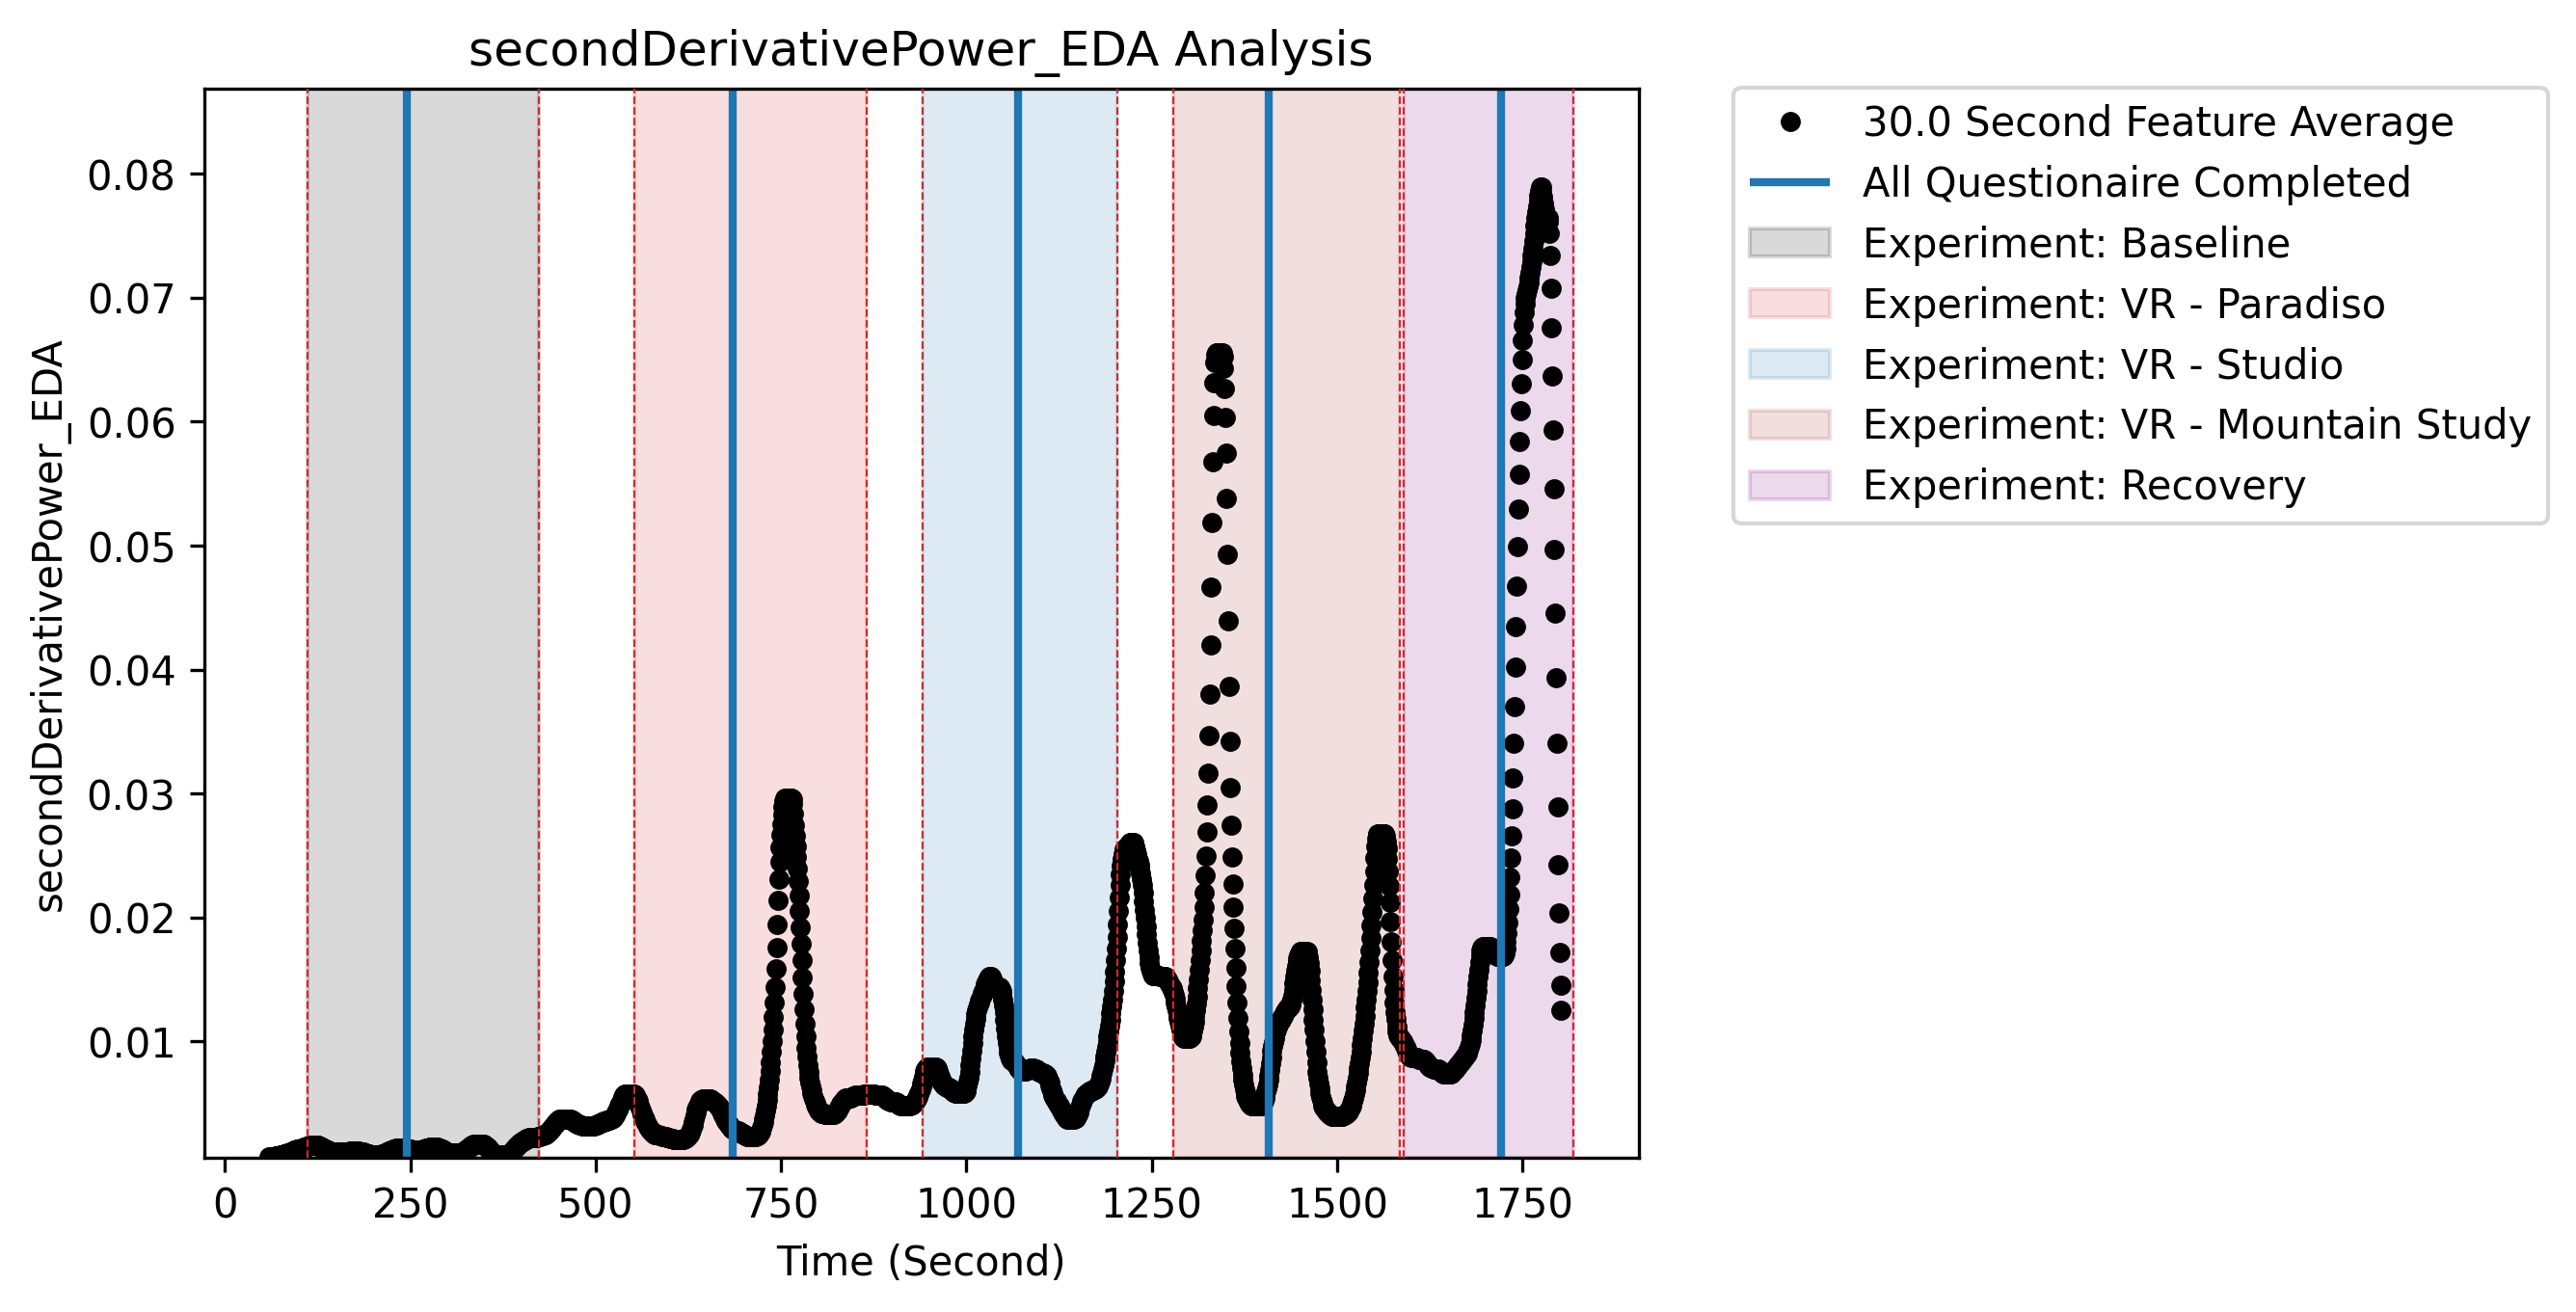 secondDerivativePower_EDA Analysis
secondDerivativePower_EDA
0.08
0.07
0.06
0.05
0.04
0.03
0.02
0.01
0 250 500 750 1000 1250 1500 1750
Time (Second)
30.0 Second Feature Average
All Questionaire Completed
Experiment: Baseline
Experiment: VR - Paradiso
Experiment: VR - Studio
Experiment: VR - Mountain Study
Experiment: Recovery